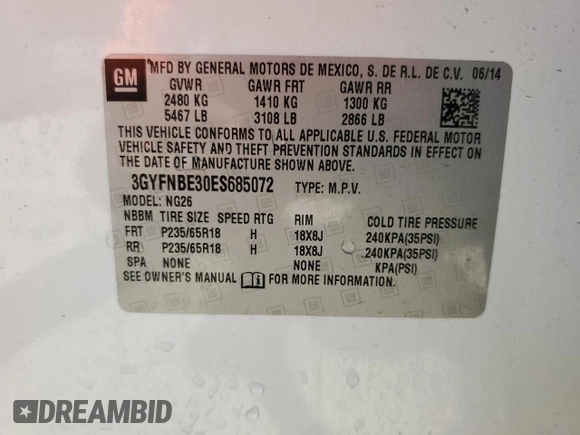 GM
*MFD BY GENERAL MOTORS DE MEXICO, S. DE R.L. DE C.V. 06/14
GVWR GAWR FRT GAWR RR
2480 KG 1410 KG 1300 KG
5467 LB 3108 LB 2866 LB
THIS VEHICLE CONFORMS TO ALL APPLICABLE U.S. FEDERAL MOTOR
VEHICLE SAFETY AND THEFT PREVENTION STANDARDS IN EFFECT ON
THE DATE OF MANUFACTURE SHOWN ABOVE.
3GYFNBE30ES685072 TYPE: M.P.V.
MODEL: NG26
NBBM TIRE SIZE SPEED RTG RIM COLD TIRE PRESSURE
FRT P235/65R18 H 18X8J 240KPA(35PSI)
RR P235/65R18 H 18X8J 240KPA(35PSI)
SPA NONE NONE KPA(PSI)
SEE OWNER'S MANUAL FOR MORE INFORMATION.
DREAMBID